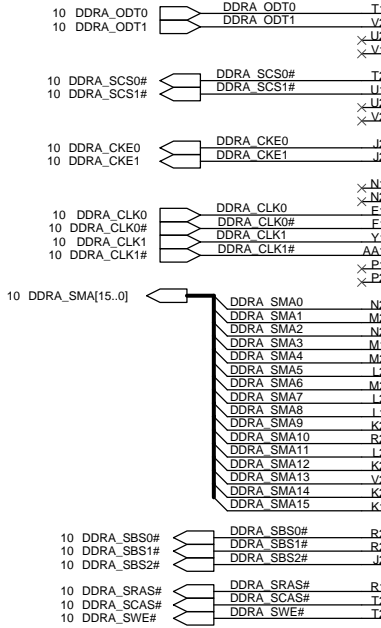 10 DDRA_ODT0 DDRA_ODT0
10 DDRA_ODT1 DDRA_ODT1
10 DDRA_SCS0# DDRA_SCS0#
10 DDRA_SCS1# DDRA_SCS1#
10 DDRA_CKE0 DDRA_CKE0
10 DDRA_CKE1 DDRA_CKE1
10 DDRA_CLK0 DDRA_CLK0
10 DDRA_CLK0# DDRA_CLK0#
10 DDRA_CLK1 DDRA_CLK1
10 DDRA_CLK1# DDRA_CLK1#
10 DDRA_SMA[15..0]
DDRA_SMA0
DDRA_SMA1
DDRA_SMA2
DDRA_SMA3
DDRA_SMA4
DDRA_SMA5
DDRA_SMA6
DDRA_SMA7
DDRA_SMA8
DDRA_SMA9
DDRA_SMA10
DDRA_SMA11
DDRA_SMA12
DDRA_SMA13
DDRA_SMA14
DDRA_SMA15
10 DDRA_SBS0# DDRA_SBS0#
10 DDRA_SBS1# DDRA_SBS1#
10 DDRA_SBS2# DDRA_SBS2#
10 DDRA_SRAS# DDRA_SRAS#
10 DDRA_SCAS# DDRA_SCAS#
10 DDRA_SWE# DDRA_SWE#